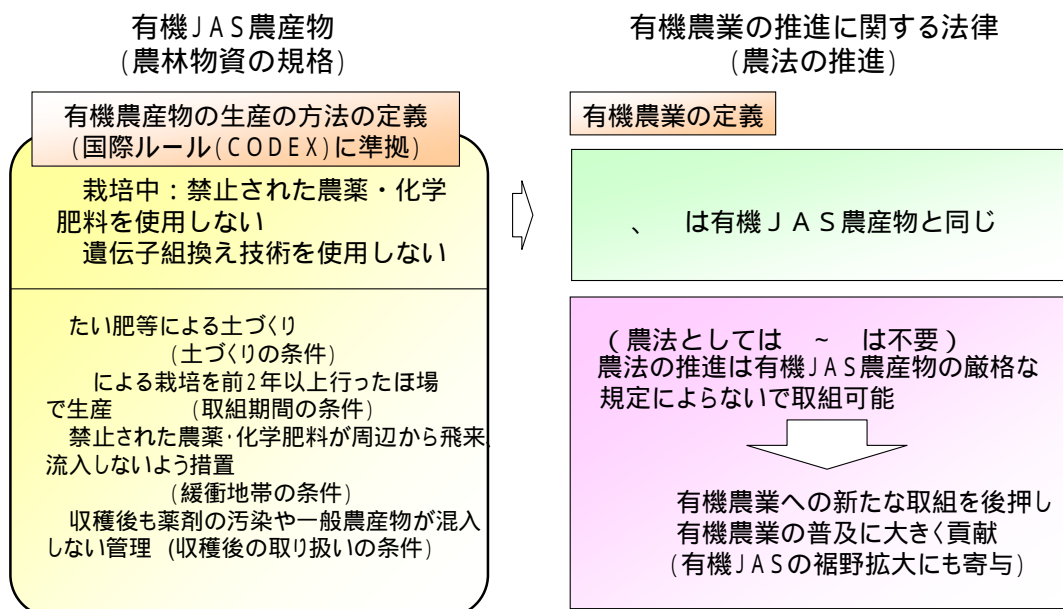 有機JAS農産物
(農林物資の規格)
有機農産物の生産の方法の定義
(国際ルール(CODEX)に準拠)
栽培中：禁止された農薬・化学
肥料を使用しない
遺伝子組換え技術を使用しない
たい肥等による土づくり
(土づくりの条件)
による栽培を前2年以上行ったほ場
で生産 (取組期間の条件)
禁止された農薬・化学肥料が周辺から飛来、
流入しないよう措置
(緩衝地帯の条件)
収穫後も薬剤の汚染や一般農産物が混入
しない管理 (収穫後の取り扱いの条件)
有機農業の推進に関する法律
(農法の推進)
有機農業の定義
、 は有機ＪＡＳ農産物と同じ
(農法としては ~ は不要)
農法の推進は有機JAS農産物の厳格な
規定によらないで取組可能
有機農業への新たな取組を後押し
有機農業の普及に大きく貢献
(有機JASの裾野拡大にも寄与)